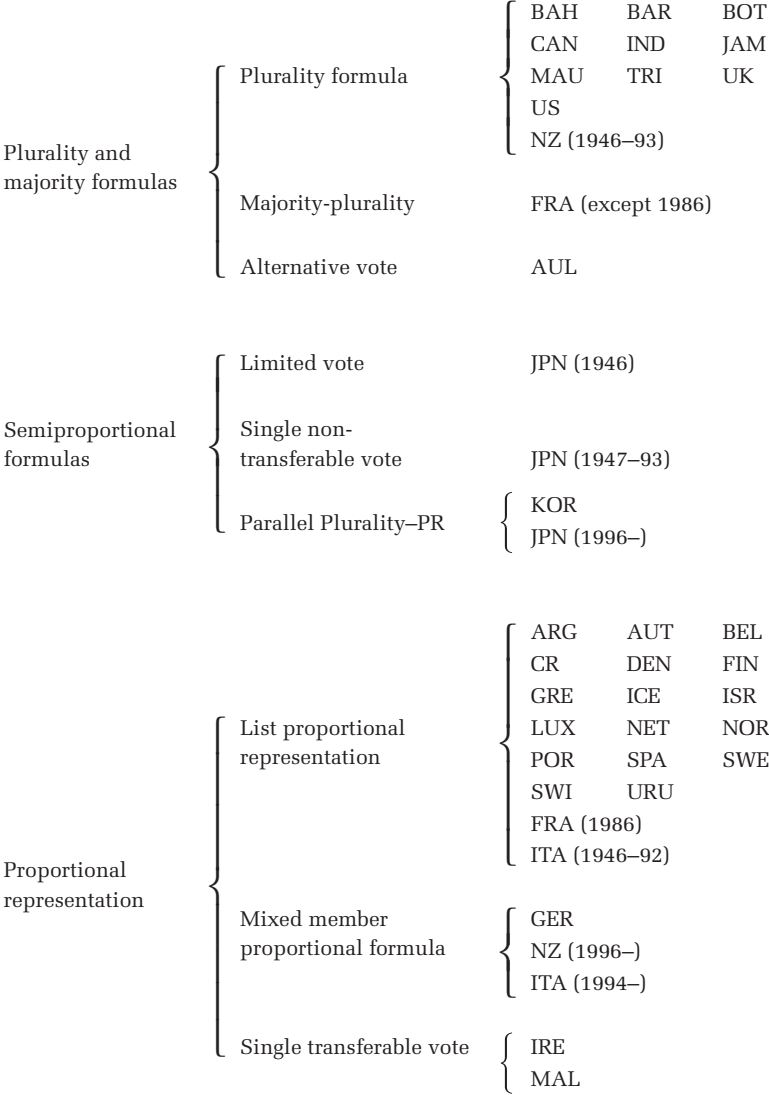 BAH BAR BOT
CAN IND JAM
Plurality formula MAU TRI UK
US
NZ (1946–93)
Plurality and
majority formulas
Majority-plurality FRA (except 1986)
Alternative vote AUL
Limited vote JPN (1946)
Semiproportional
formulas
Single non-
transferable vote JPN (1947–93)
Parallel Plurality–PR
KOR
JPN (1996–)
ARG AUT BEL
CR DEN FIN
GRE ICE ISR
List proportional
representation
LUX NET NOR
POR SPA SWE
SWI URU
FRA (1986)
ITA (1946–92)
Proportional
representation
Mixed member
proportional formula
GER
NZ (1996–)
ITA (1994–)
Single transferable vote
IRE
MAL